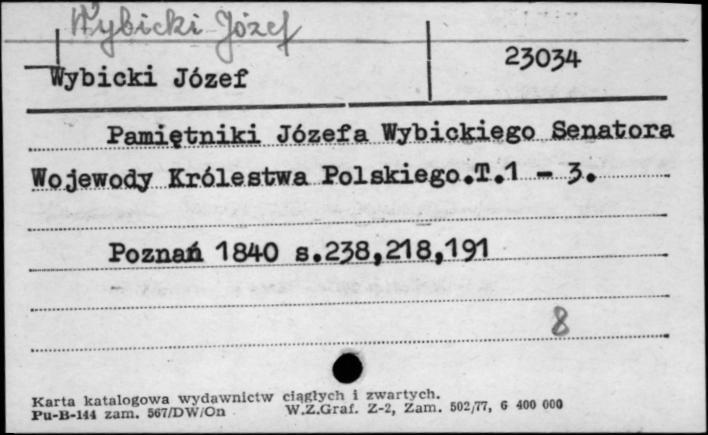 Wybicki Józef
23034
Wybicki Józef
Pamiętniki Józefa Wybickiego Senatora
Wojewody Królestwa Polskiego.T.1 - 3.
Poznań 1840 s.238,218,191
8
Karta katalogowa wydawnictw ciągłych i zwartych.
Pu-B-144 zam. 567/DW/On W.Z.Graf. Z-2, Zam. 502/77, 6 400 000